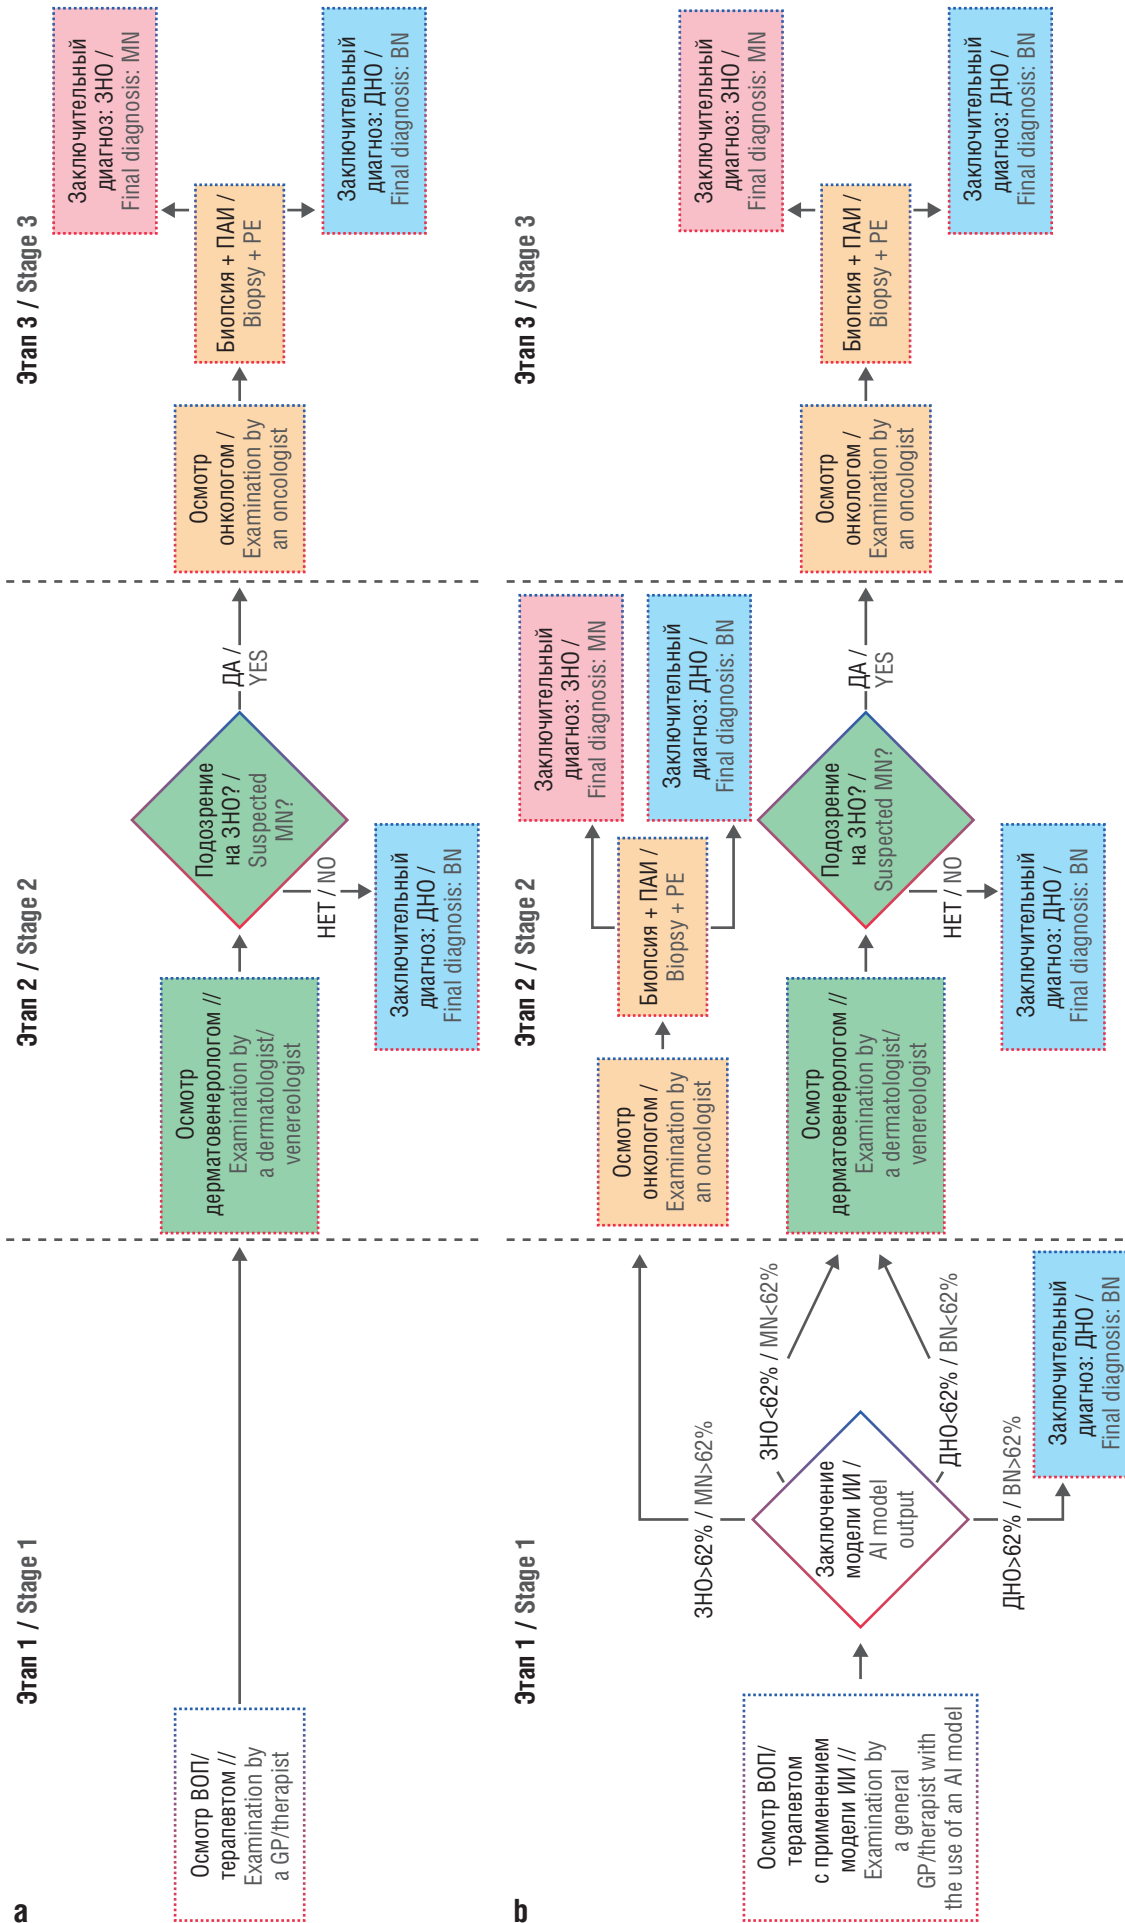 a
Этап 1 / Stage 1
Осмотр ВОП/
терапевтом //
Examination by
a GP/therapist
Этап 2 / Stage 2
Осмотр
дерматовенерологом //
Examination by
a dermatologist/
venereologist
Подозрение
на ЗНО? /
Suspected
MN?
НЕТ / NO
Заключительный
диагноз: ДНО /
Final diagnosis: BN
ДА /
YES
Этап 3 / Stage 3
Осмотр
онкологом /
Examination by
an oncologist
Биопсия + ПАИ /
Biopsy + PE
Заключительный
диагноз: ЗНО /
Final diagnosis: MN
Заключительный
диагноз: ДНО /
Final diagnosis: BN
b
Этап 1 / Stage 1
Осмотр ВОП/
терапевтом
с применением
модели ИИ //
Examination by
a general
GP/therapist with
the use of an AI model
Заключение
модели ИИ /
AI model
output
ЗНО>62% / MN>62%
ЗНО<62% / MN<62%
ДНО<62% / BN<62%
ДНО>62% / BN>62%
Заключительный
диагноз: ДНО /
Final diagnosis: BN
Этап 2 / Stage 2
Осмотр
онкологом /
Examination by
an oncologist
Биопсия + ПАИ /
Biopsy + PE
Заключительный
диагноз: ЗНО /
Final diagnosis: MN
Заключительный
диагноз: ДНО /
Final diagnosis: BN
Осмотр
дерматовенерологом //
Examination by
a dermatologist/
venereologist
Подозрение
на ЗНО? /
Suspected MN?
НЕТ / NO
Заключительный
диагноз: ДНО /
Final diagnosis: BN
ДА /
YES
Этап 3 / Stage 3
Осмотр
онкологом /
Examination by
an oncologist
Биопсия + ПАИ /
Biopsy + PE
Заключительный
диагноз: ЗНО /
Final diagnosis: MN
Заключительный
диагноз: ДНО /
Final diagnosis: BN